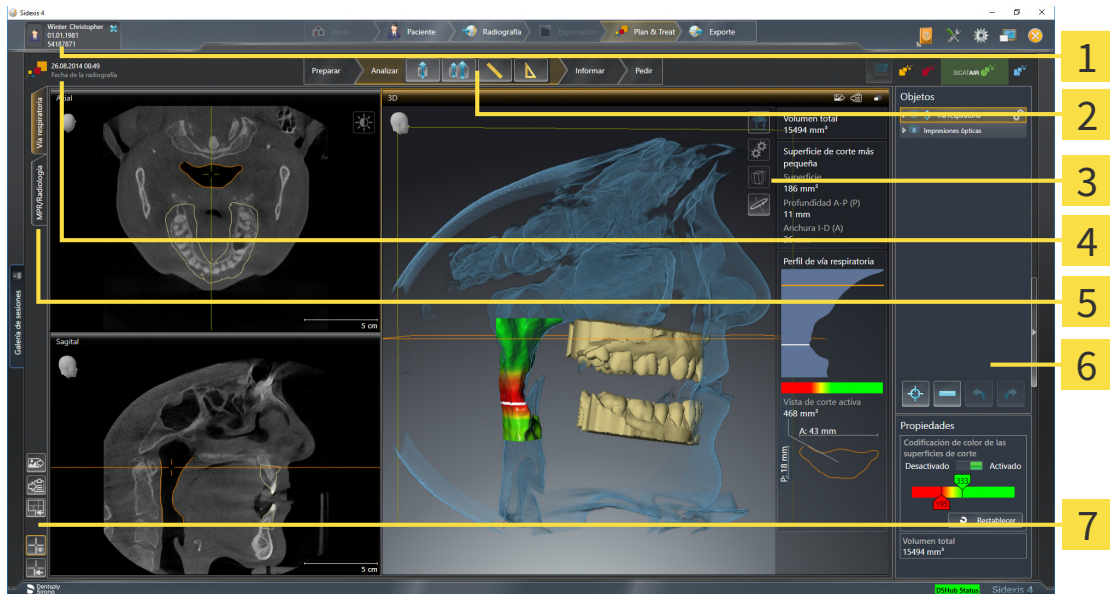 Sidexis 4
Winter Christopher
01.01.1981
54187871
Inicio
Paciente
Radiografía
Exploración
Plan & Treat
Exporte
1
26.08.2014 08:49
Fecha de la radiografía
Preparar
Analizar
Informar
Pedir
SICATAIR
2
Vía respiratoria
MPR/Radiología
Galería de sesiones
Axial
5 cm
Sagital
5 cm
3D
Volumen total
15494 mm³
Superficie de corte más
pequeña
Superficie
186 mm²
Profundidad A-P (P)
11 mm
Anchura I-D (A)
Perfil de vía respiratoria
Vista de corte activa
468 mm²
A: 43 mm
P: 18 mm
Objetos
Vía respiratoria
Impresiones ópticas
3
4
5
6
Propiedades
Codificación de color de las
superficies de corte
Desactivado
Activado
333
195
Restablecer
Volumen total
15494 mm³
7
Dentsply
Sirona
DSHub Status
Sidexis 4